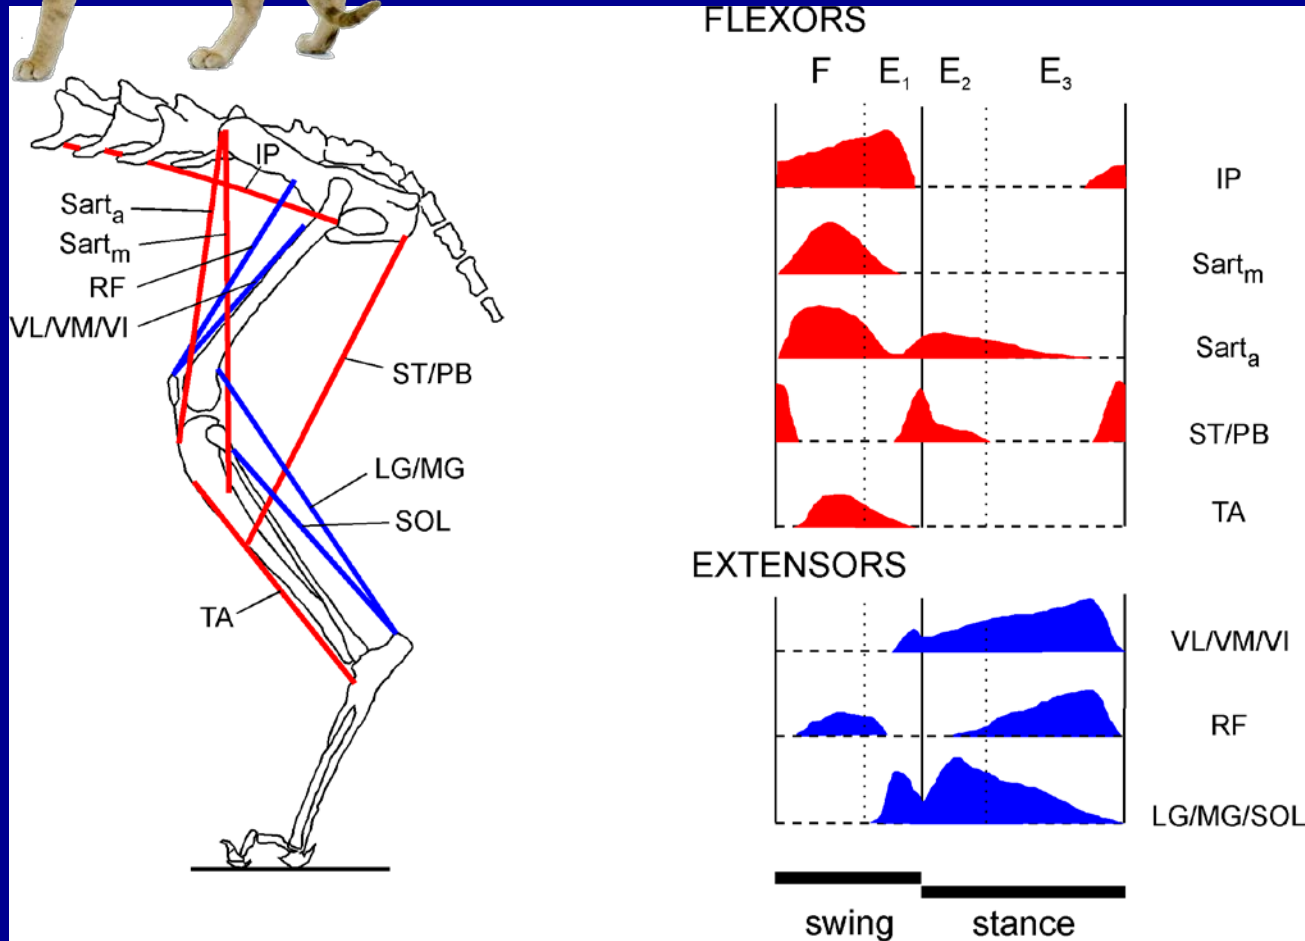 FLEXORS
F E₁ E₂ E₃
IP
Sartₐ
Sartₘ
RF
VL/VM/VI
ST/PB
LG/MG
SOL
TA
IP
Sartₘ
Sartₐ
ST/PB
TA
EXTENSORS
VL/VM/VI
RF
LG/MG/SOL
swing stance